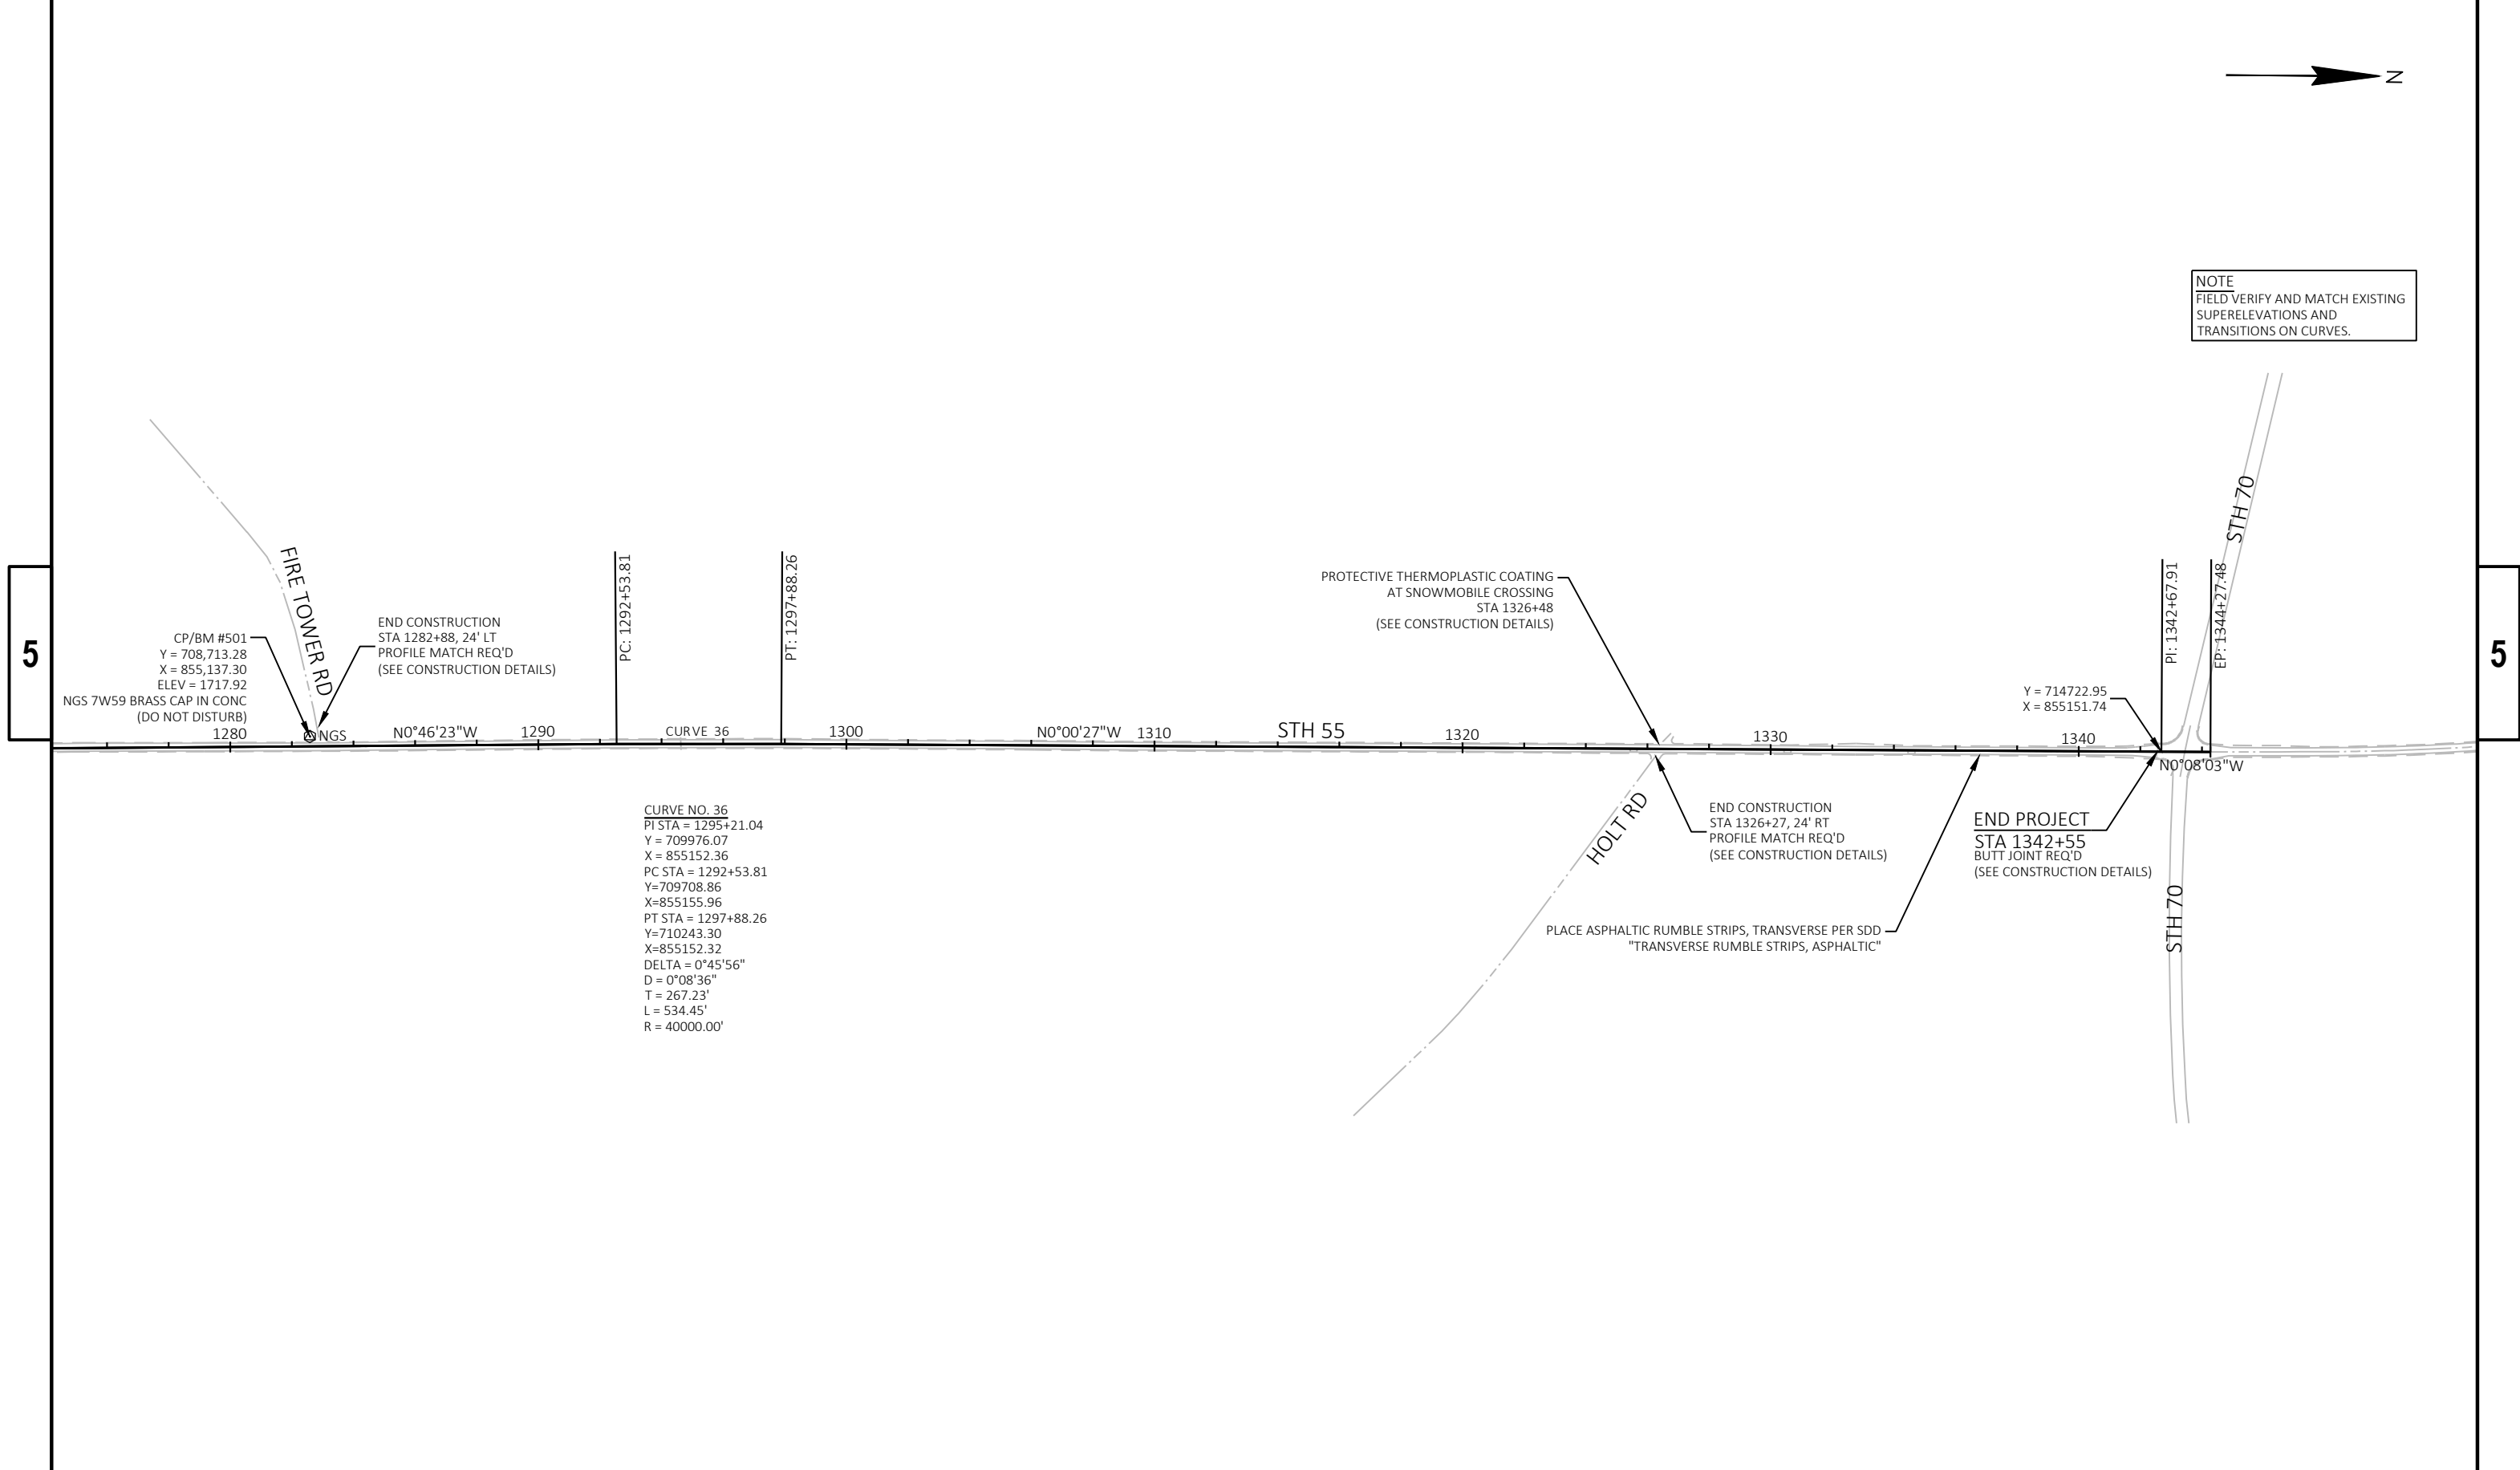 N
NOTE
FIELD VERIFY AND MATCH EXISTING
SUPERELEVATIONS AND
TRANSITIONS ON CURVES.
5
CP/BM #501
Y = 708,713.28
X = 855,137.30
ELEV = 1717.92
NGS 7W59 BRASS CAP IN CONC
(DO NOT DISTURB)
FIRE TOWER RD
END CONSTRUCTION
STA 1282+88, 24' LT
PROFILE MATCH REQ'D
(SEE CONSTRUCTION DETAILS)
PC: 1292+53.81
PT: 1297+88.26
PROTECTIVE THERMOPLASTIC COATING
AT SNOWMOBILE CROSSING
STA 1326+48
(SEE CONSTRUCTION DETAILS)
Y = 714722.95
X = 855151.74
PI: 1342+67.91
EP: 1344+27.48
STH 70
5
1280
NGS
N0°46'23"W
1290
CURVE 36
1300
N0°00'27"W
1310
STH 55
1320
1330
1340
N0°08'03"W
CURVE NO. 36
PI STA = 1295+21.04
Y = 709976.07
X = 855152.36
PC STA = 1292+53.81
Y=709708.86
X=855155.96
PT STA = 1297+88.26
Y=710243.30
X=855152.32
DELTA = 0°45'56"
D = 0°08'36"
T = 267.23'
L = 534.45'
R = 40000.00'
HOLT RD
END CONSTRUCTION
STA 1326+27, 24' RT
PROFILE MATCH REQ'D
(SEE CONSTRUCTION DETAILS)
END PROJECT
STA 1342+55
BUTT JOINT REQ'D
(SEE CONSTRUCTION DETAILS)
PLACE ASPHALTIC RUMBLE STRIPS, TRANSVERSE PER SDD
"TRANSVERSE RUMBLE STRIPS, ASPHALTIC"
STH 70